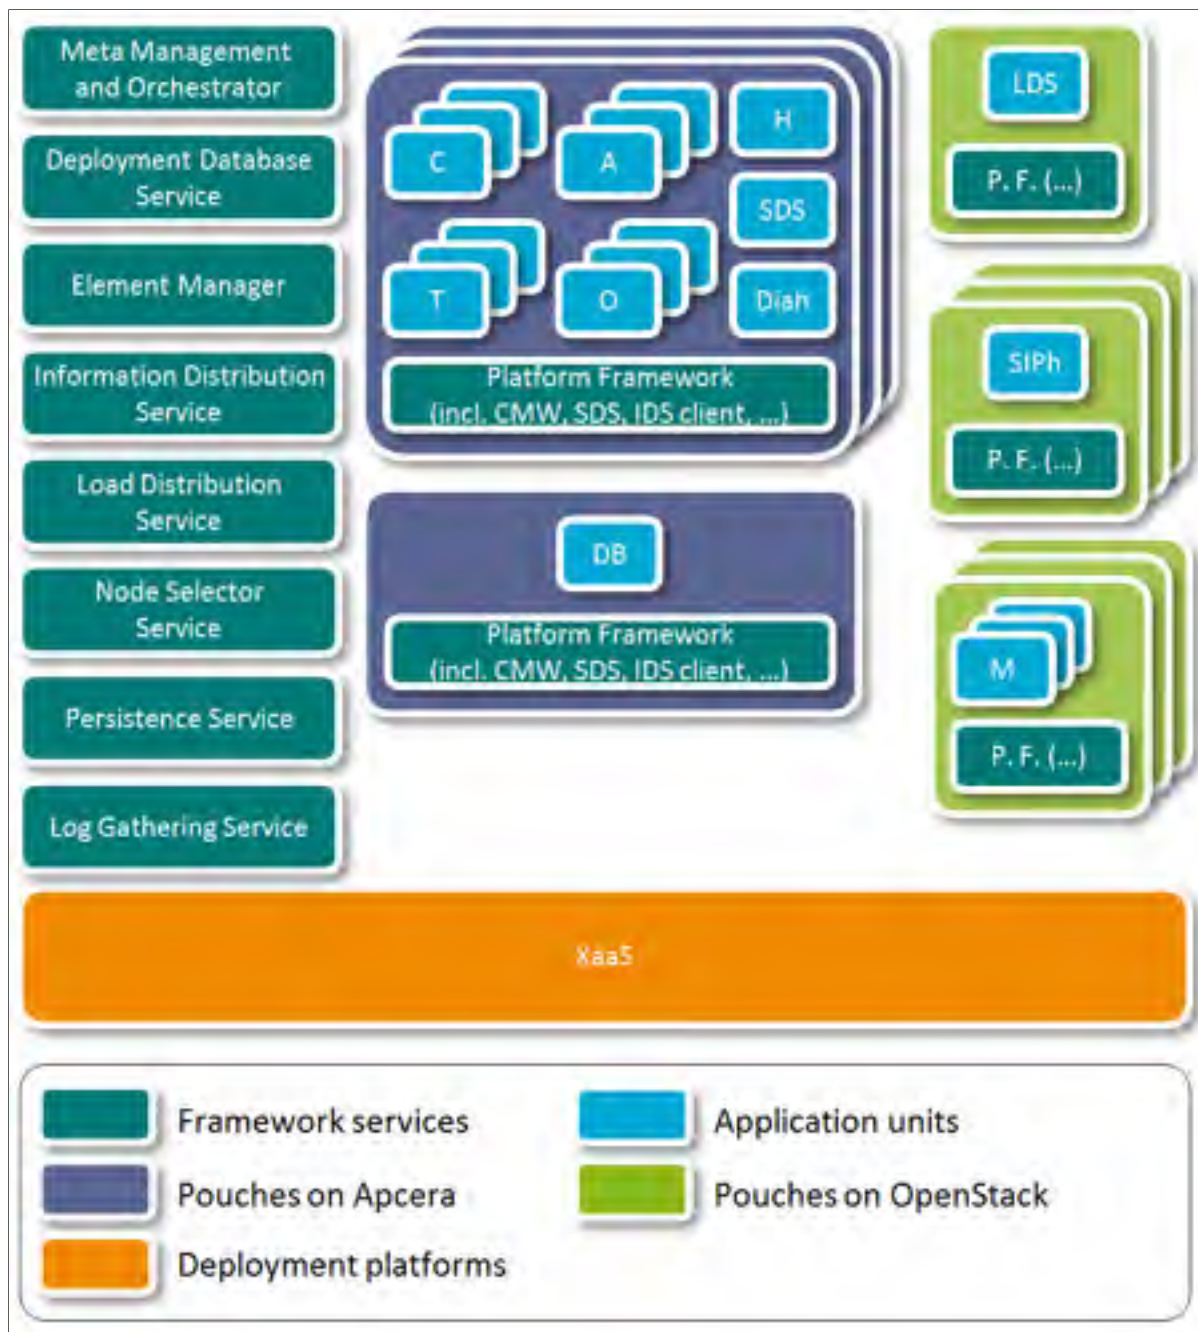 Meta Management
and Orchestrator
Deployment Database
Service
Element Manager
Information Distribution
Service
Load Distribution
Service
Node Selector
Service
Persistence Service
Log Gathering Service
C
A
H
SDS
T
O
Diah
Platform Framework
(incl. CMW, SDS, IDS client, ...)
DB
Platform Framework
(incl. CMW, SDS, IDS client, ...)
LDS
P. F. (...)
SIPh
P. F. (...)
M
P. F. (...)
XaaS
Framework services
Application units
Pouches on Apcera
Pouches on OpenStack
Deployment platforms